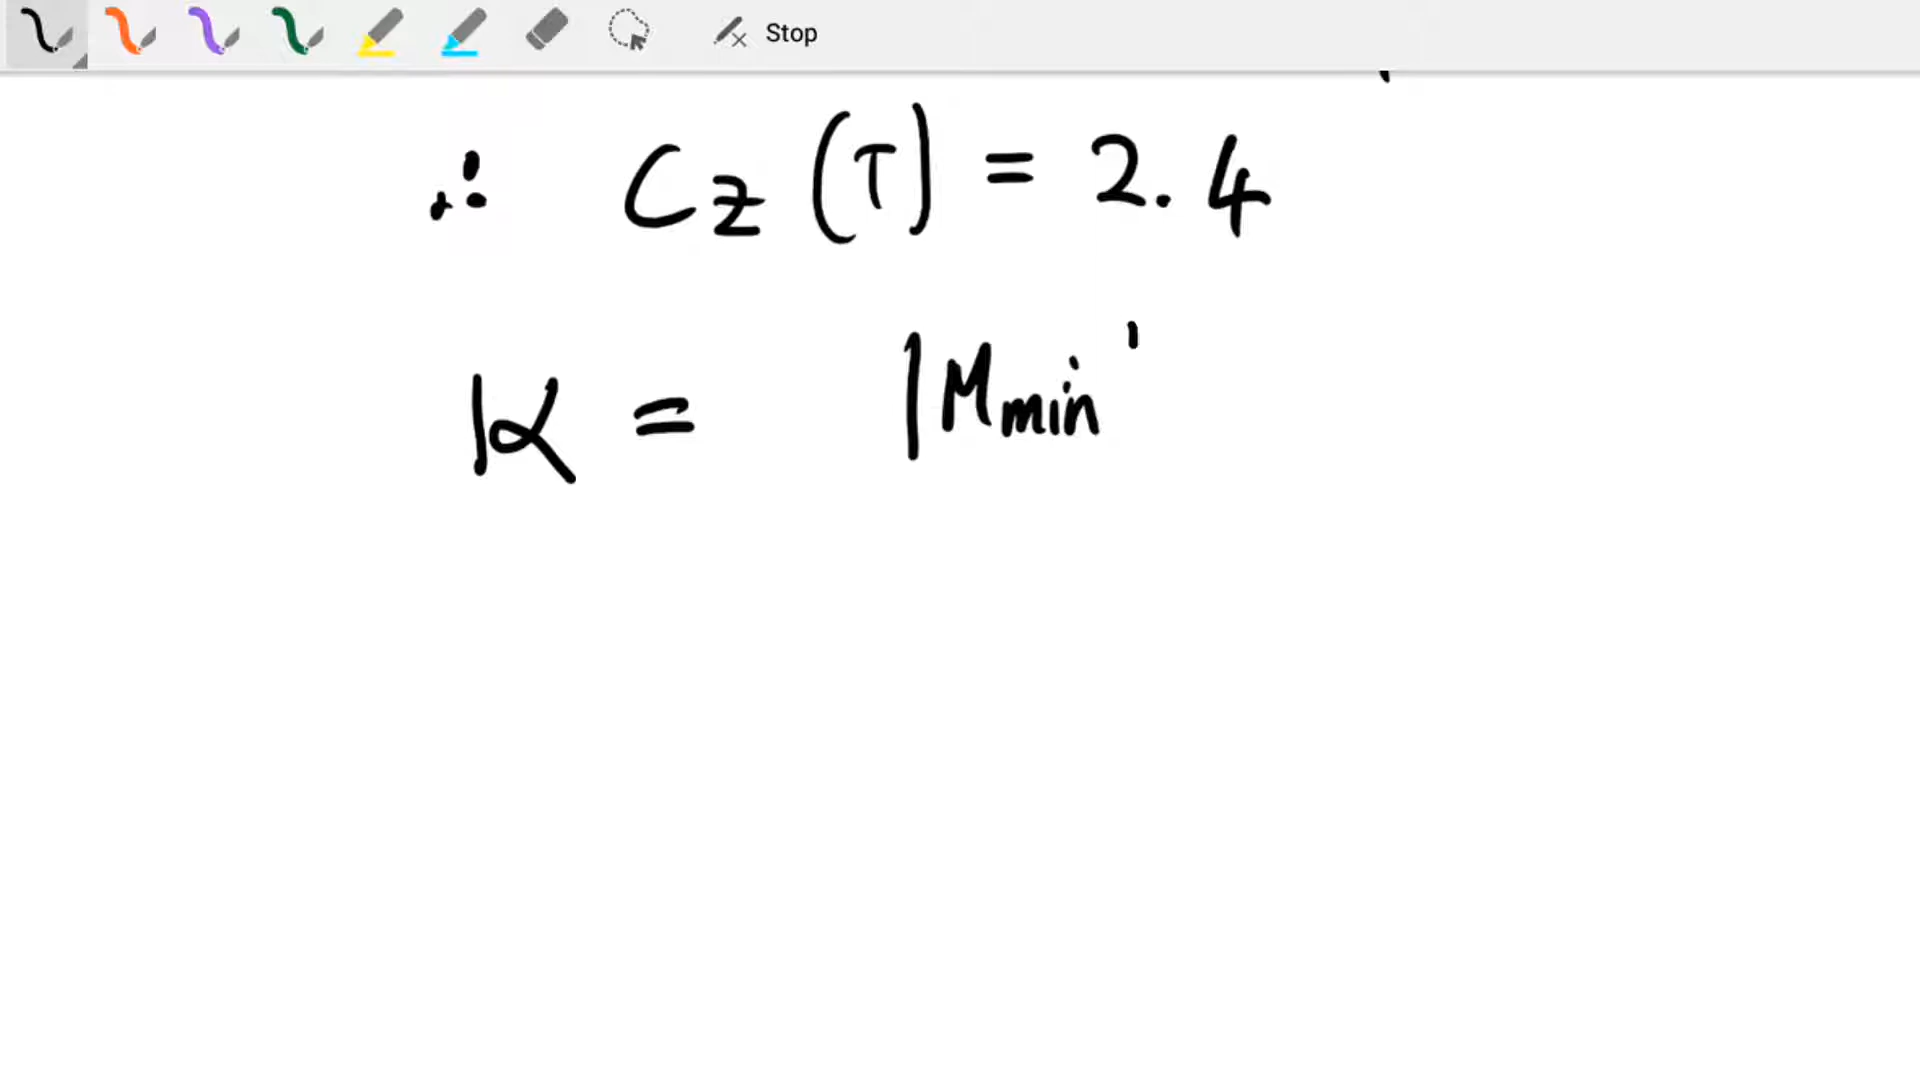 Stop
∴ Cz (T) = 2.4
K = |Mmin'